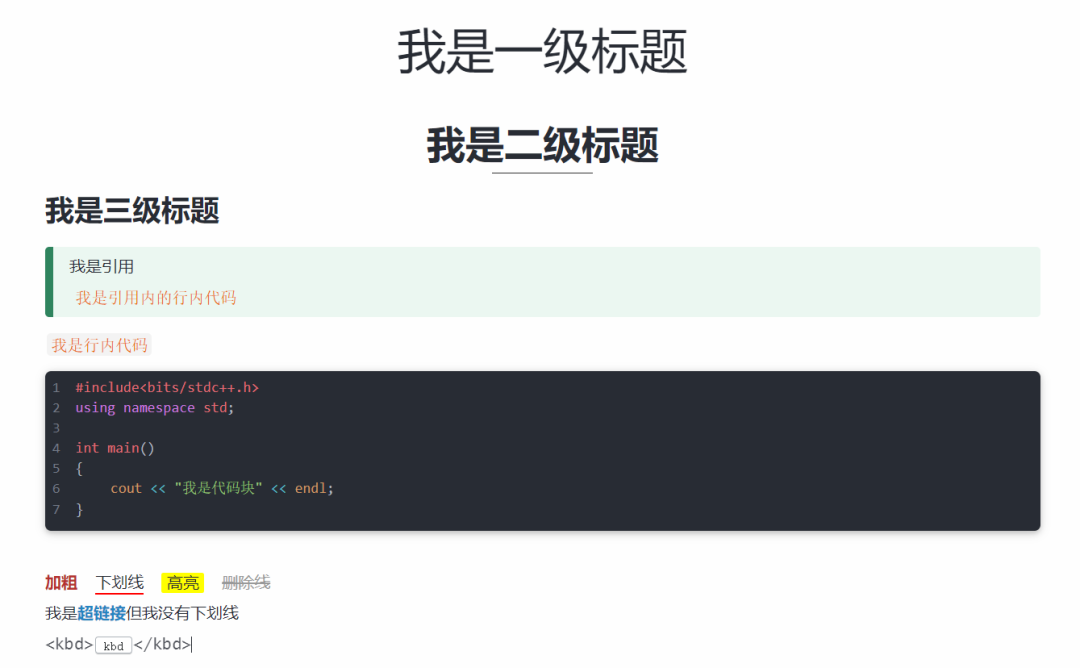 我是一级标题
我是二级标题
我是三级标题
我是引用
我是引用内的行内代码
我是行内代码
1 #include<bits/stdc++.h>
2 using namespace std;
3
4 int main()
5 {
6     cout << "我是代码块" << endl;
7 }
加粗 下划线 高亮 删除线
我是超链接但我没有下划线
<kbd>kbd</kbd>